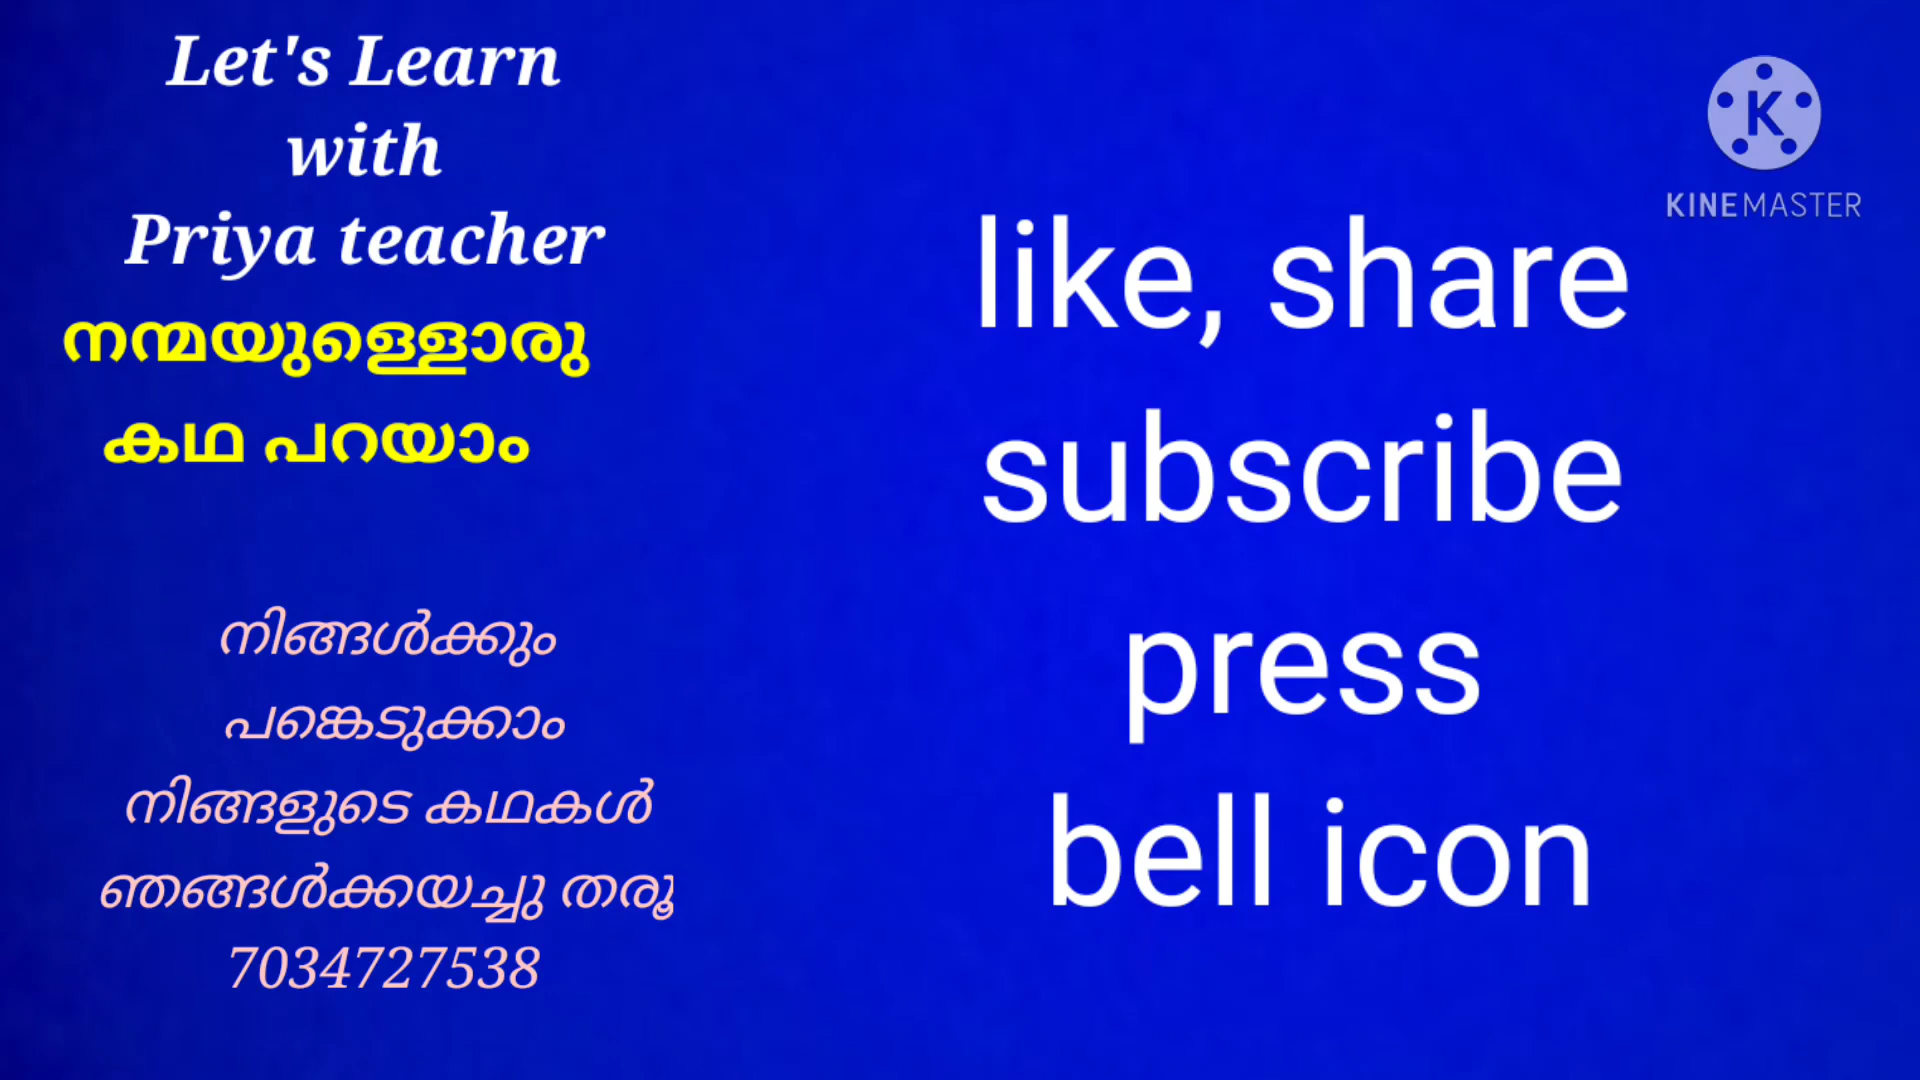 Let's Learn
with
Priya teacher
നന്മയുള്ളൊരു
കഥ പറയാം
നിങ്ങൾക്കും
പങ്കെടുക്കാം
നിങ്ങളുടെ കഥകൾ
ഞങ്ങൾക്കയച്ചു തരൂ
7034727538
K
KINEMASTER
like, share
subscribe
press
bell icon